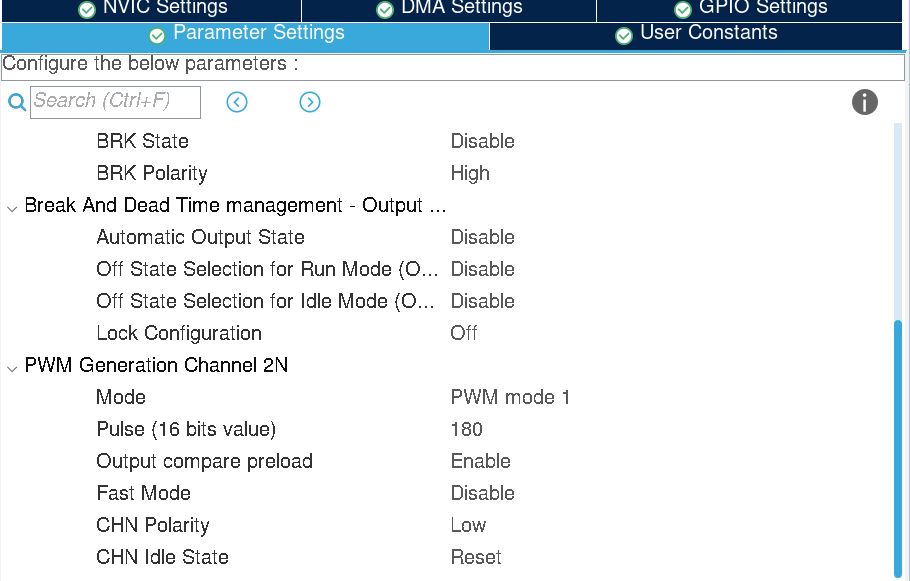 NVIC Settings DMA Settings GPIO Settings
Parameter Settings User Constants
Configure the below parameters :
Search (Ctrl+F)
BRK State Disable
BRK Polarity High
Break And Dead Time management - Output ...
Automatic Output State Disable
Off State Selection for Run Mode (O... Disable
Off State Selection for Idle Mode (O... Disable
Lock Configuration Off
PWM Generation Channel 2N
Mode PWM mode 1
Pulse (16 bits value) 180
Output compare preload Enable
Fast Mode Disable
CHN Polarity Low
CHN Idle State Reset